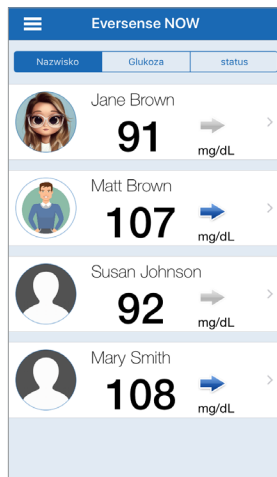 Eversense NOW
Nazwisko Glukoza status
Jane Brown
91
mg/dL
Matt Brown
107
mg/dL
Susan Johnson
92
mg/dL
Mary Smith
108
mg/dL